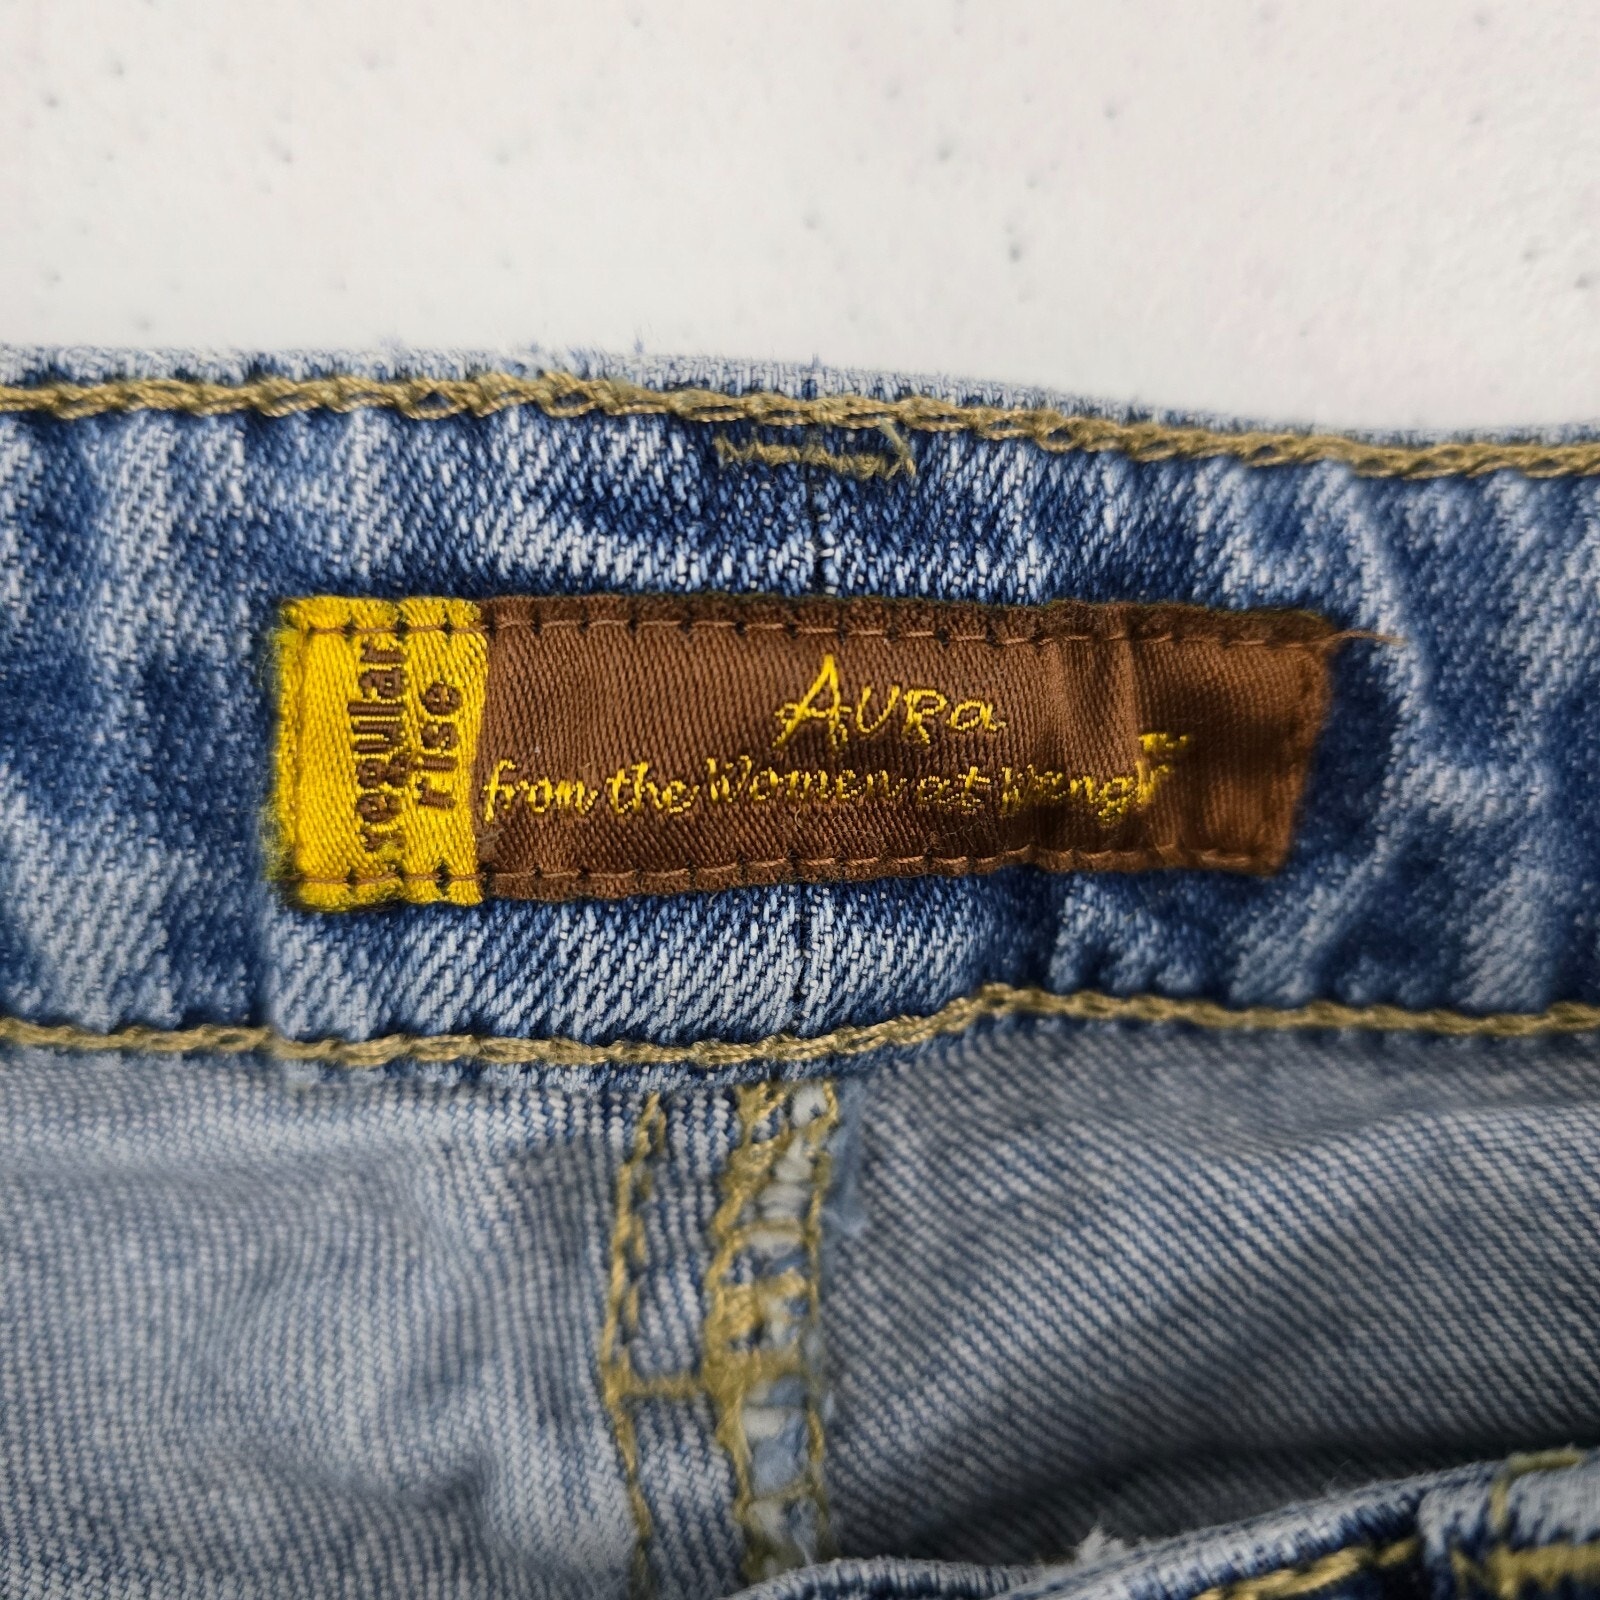 regular
rise
Aura
from the Women at Wrangler